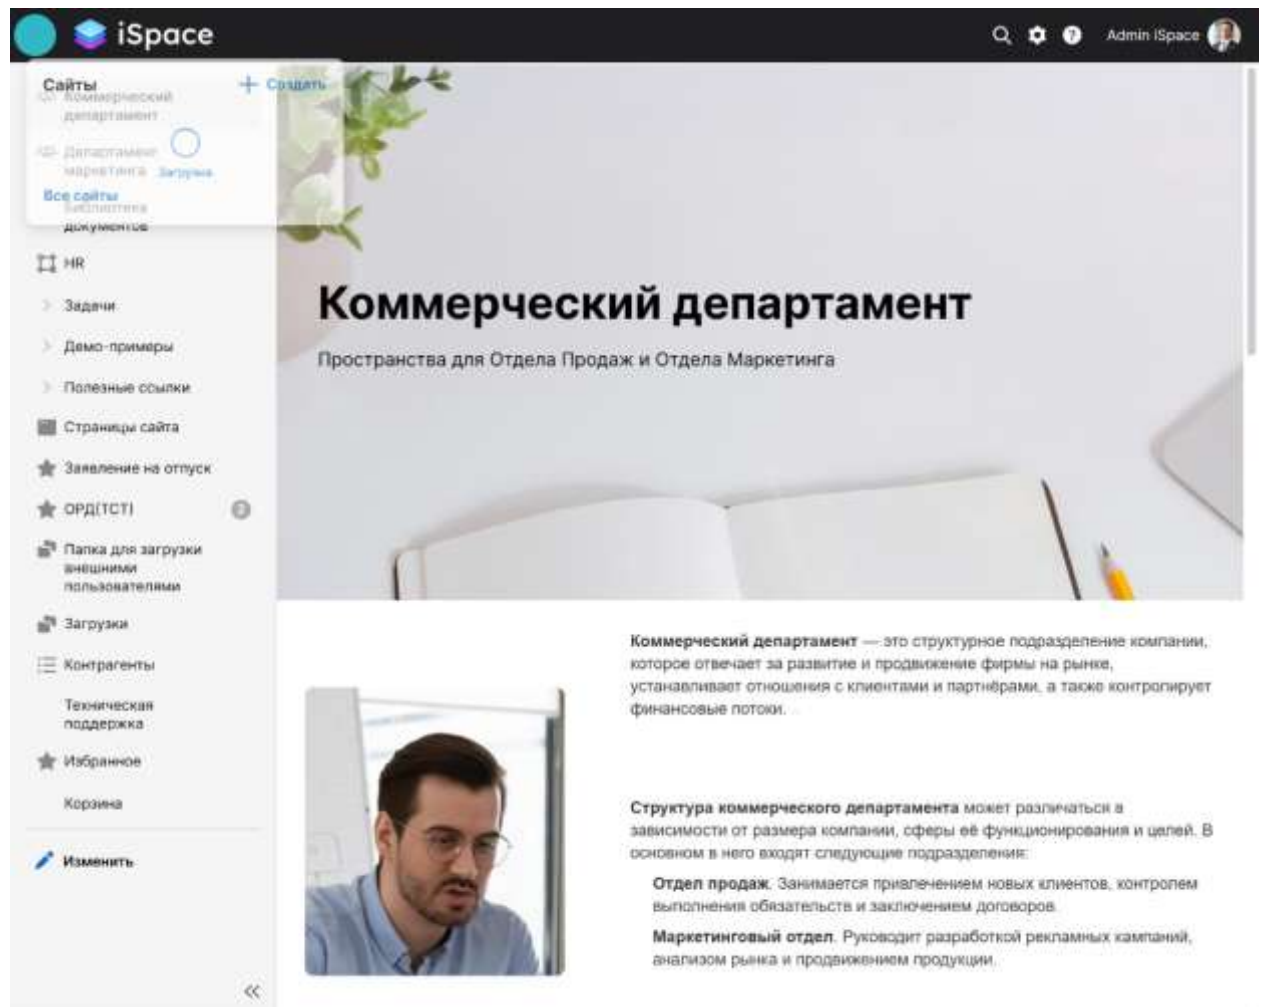 iSpace
Admin iSpace
Сайты
Создать
Коммерческий
департамент
Департамент
маркетинга
Загрузка
Все сайты
Библиотека
документов
HR
Задачи
Демо-примеры
Полезные ссылки
Страницы сайта
Заявление на отпуск
ОРД(ТСТ)
2
Папка для загрузки
внешними
пользователями
Загрузки
Контрагенты
Техническая
поддержка
Избранное
Корзина
Изменить
Коммерческий департамент
Пространства для Отдела Продаж и Отдела Маркетинга
Коммерческий департамент — это структурное подразделение компании,
которое отвечает за развитие и продвижение фирмы на рынке,
устанавливает отношения с клиентами и партнёрами, а также контролирует
финансовые потоки.
Структура коммерческого департамента может различаться в
зависимости от размера компании, сферы её функционирования и целей. В
основном в него входят следующие подразделения:
Отдел продаж. Занимается привлечением новых клиентов, контролем
выполнения обязательств и заключением договоров.
Маркетинговый отдел. Руководит разработкой рекламных кампаний,
анализом рынка и продвижением продукции.